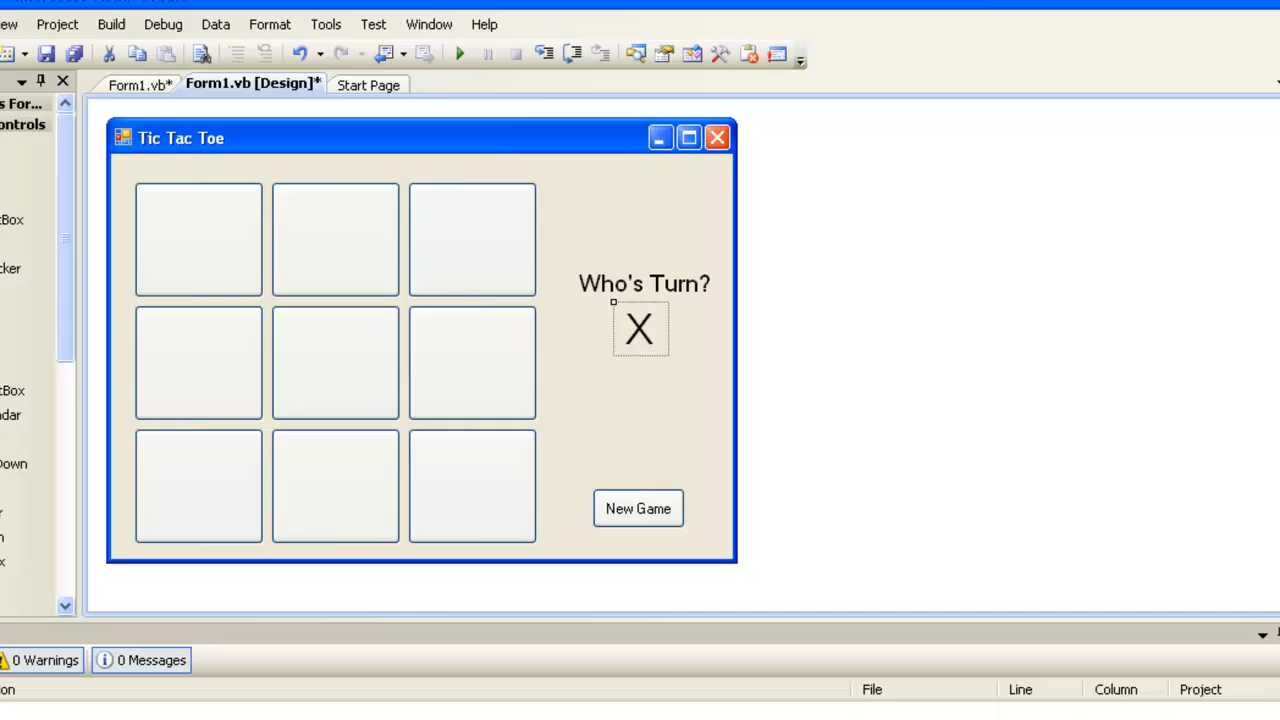 ew Project Build Debug Data Format Tools Test Window Help
Form1.vb* Form1.vb [Design]* Start Page
s For...
ontrols
Tic Tac Toe
tBox
cker
Who's Turn?
X
tBox
ndar
Down
r
n
New Game
x
0 Warnings 0 Messages
on File Line Column Project